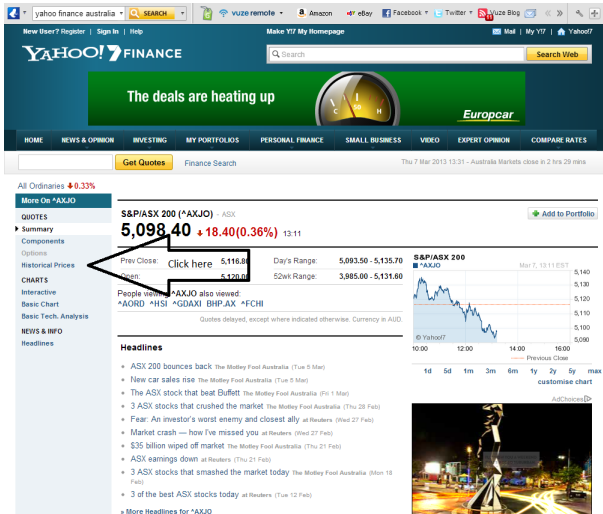 yahoo finance australia SEARCH vuze remote Amazon eBay Facebook Twitter Vuze Blog
New User? Register | Sign In | Help Make Y!7 My Homepage Mail | My Y!7 | Yahoo!7
YAHOO!7 FINANCE Search Search Web
The deals are heating up C H Europcar
HOME NEWS & OPINION INVESTING MY PORTFOLIOS PERSONAL FINANCE SMALL BUSINESS VIDEO EXPERT OPINION COMPARE RATES
Get Quotes Finance Search Thu 7 Mar 2013 13:31 - Australia Markets close in 2 hrs 29 mins
All Ordinaries 0.33%
More On ^AXJO
QUOTES
Summary
Components
Options
Historical Prices
CHARTS
Interactive
Basic Chart
Basic Tech. Analysis
NEWS & INFO
Headlines
S&P/ASX 200 (^AXJO) - ASX
Add to Portfolio
5,098.40 18.40(0.36%) 13:11
Click here
Prev Close: 5,116.80 Day's Range: 5,093.50 - 5,135.70
Open: 5,120.00 52wk Range: 3,985.00 - 5,131.60
People viewing ^AXJO also viewed:
^AORD ^HSI ^GDAXI BHP.AX ^FCHI
Quotes delayed, except where indicated otherwise. Currency in AUD.
S&P/ASX 200
^AXJO Mar 7, 13:11 EST
5,140
5,130
5,120
5,110
5,100
5,090
© Yahoo!7
10:00 12:00 14:00 16:00
Previous Close
1d 5d 1m 3m 6m 1y 2y 5y max
customise chart
AdChoices
Headlines
ASX 200 bounces back The Motley Fool Australia (Tue 5 Mar)
New car sales rise The Motley Fool Australia (Tue 5 Mar)
The ASX stock that beat Buffett The Motley Fool Australia (Fri 1 Mar)
3 ASX stocks that crushed the market The Motley Fool Australia (Thu 28 Feb)
Fear: An investor's worst enemy and closest ally at Reuters (Wed 27 Feb)
Market crash — how I've missed you at Reuters (Wed 27 Feb)
$35 billion wiped off market The Motley Fool Australia (Thu 21 Feb)
ASX earnings down at Reuters (Thu 21 Feb)
3 ASX stocks that smashed the market today The Motley Fool Australia (Mon 18
Feb)
3 of the best ASX stocks today at Reuters (Tue 12 Feb)
» More Headlines for ^AXJO